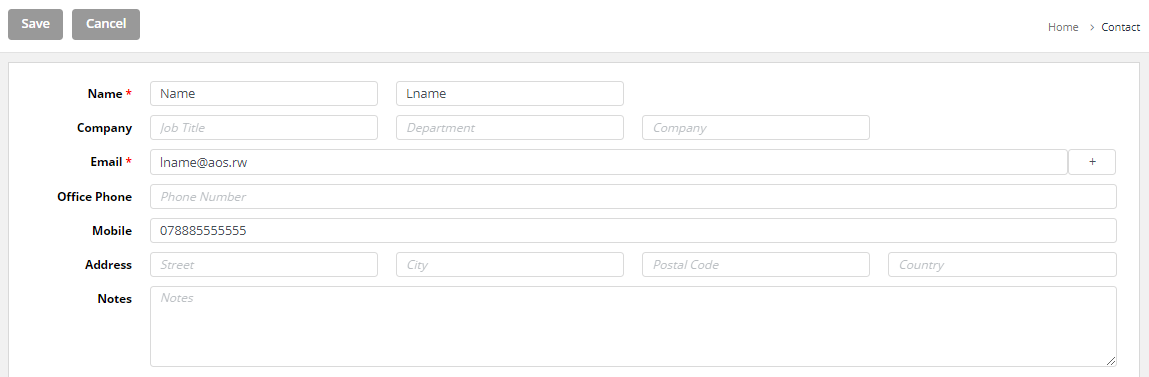 Save Cancel
Home > Contact
Name * Name Lname
Company Job Title Department Company
Email * lname@aos.rw +
Office Phone Phone Number
Mobile 078885555555
Address Street City Postal Code Country
Notes Notes